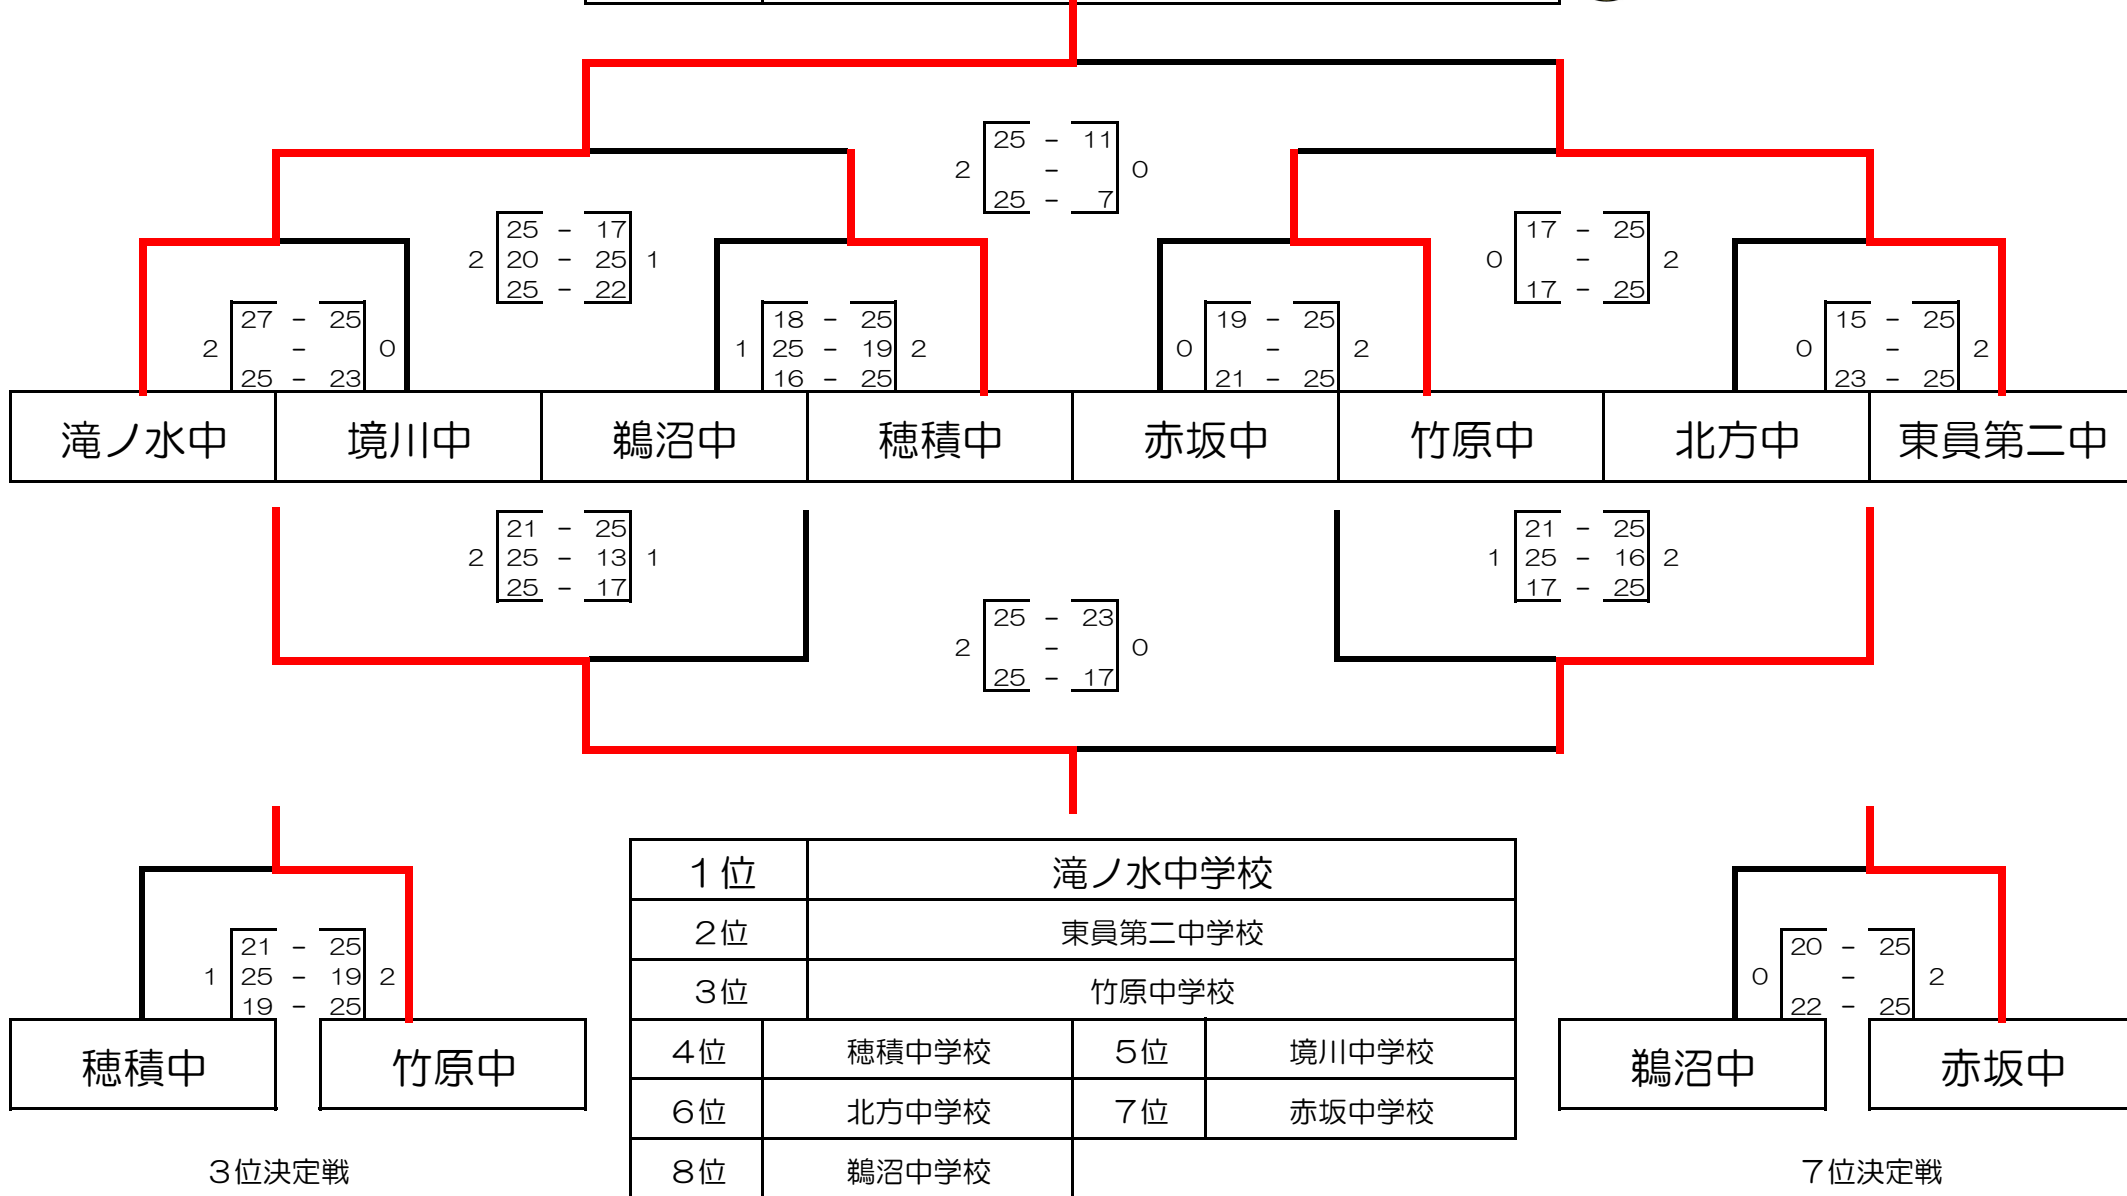 25 - 11
2 - 0
25 - 7
25 - 17
2 20 - 25 1
25 - 22
17 - 25
0 - 2
17 - 25
27 - 25
2 - 0
25 - 23
18 - 25
1 25 - 19 2
16 - 25
19 - 25
0 - 2
21 - 25
15 - 25
0 - 2
23 - 25
滝ノ水中 境川中 鵜沼中 穂積中 赤坂中 竹原中 北方中 東員第二中
21 - 25
2 25 - 13 1
25 - 17
21 - 25
1 25 - 16 2
17 - 25
25 - 23
2 - 0
25 - 17
21 - 25
1 25 - 19 2
19 - 25
穂積中 竹原中
3位決定戦
1位 滝ノ水中学校
2位 東員第二中学校
3位 竹原中学校
4位 穂積中学校 5位 境川中学校
6位 北方中学校 7位 赤坂中学校
8位 鵜沼中学校
20 - 25
0 - 2
22 - 25
鵜沼中 赤坂中
7位決定戦